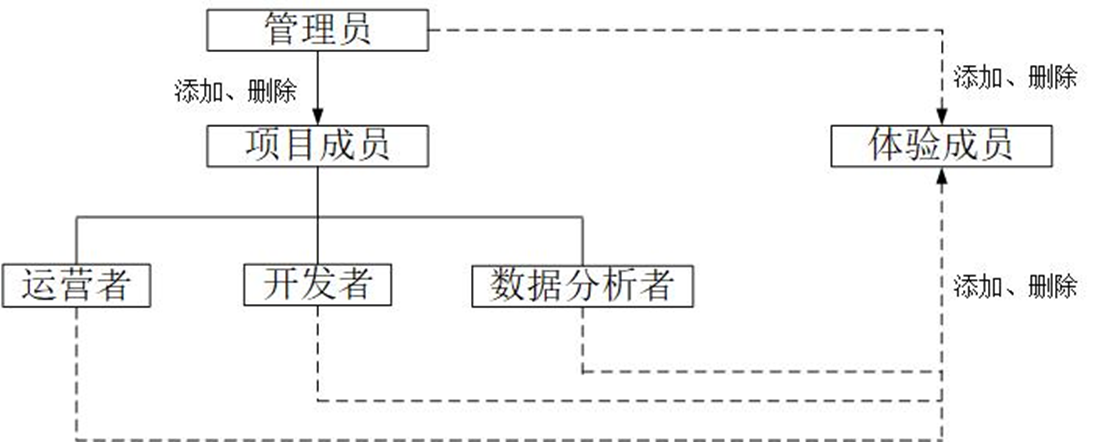 管理员
添加、删除
添加、删除
项目成员
体验成员
运营者
开发者
数据分析者
添加、删除